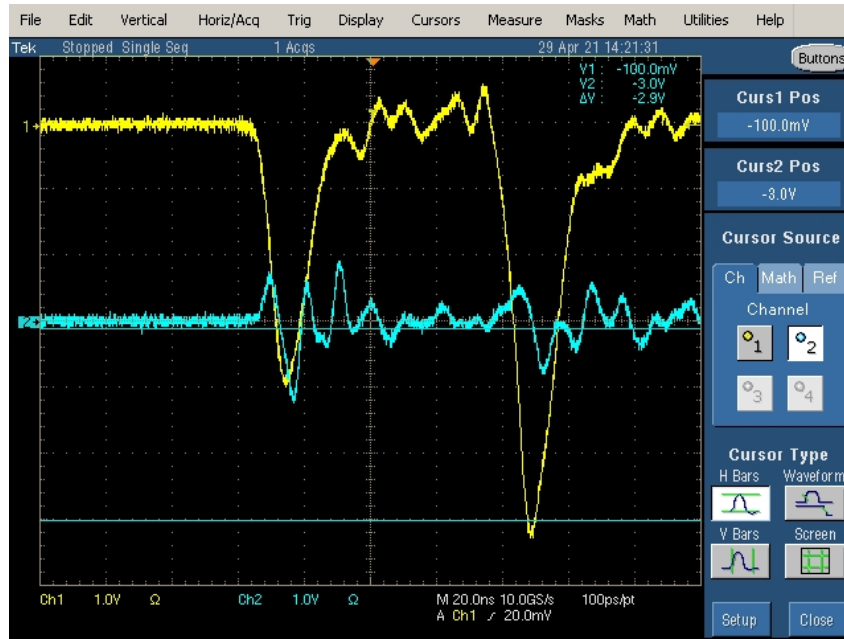 File Edit Vertical Horiz/Acq Trig Display Cursors Measure Masks Math Utilities Help
Tek Stopped Single Seq 1 Acqs 29 Apr 21 14:21:31
Buttons
V1 : -100.0mV
V2 : -3.0V
ΔV : -2.9V
Curs1 Pos
-100.0mV
Curs2 Pos
-3.0V
Cursor Source
Ch Math Ref
Channel
1 2
3 4
Cursor Type
H Bars Waveform
V Bars Screen
Setup Close
1
Ch1 1.0V Ω Ch2 1.0V Ω M 20.0ns 10.0GS/s 100ps/pt
A Ch1 / 20.0mV